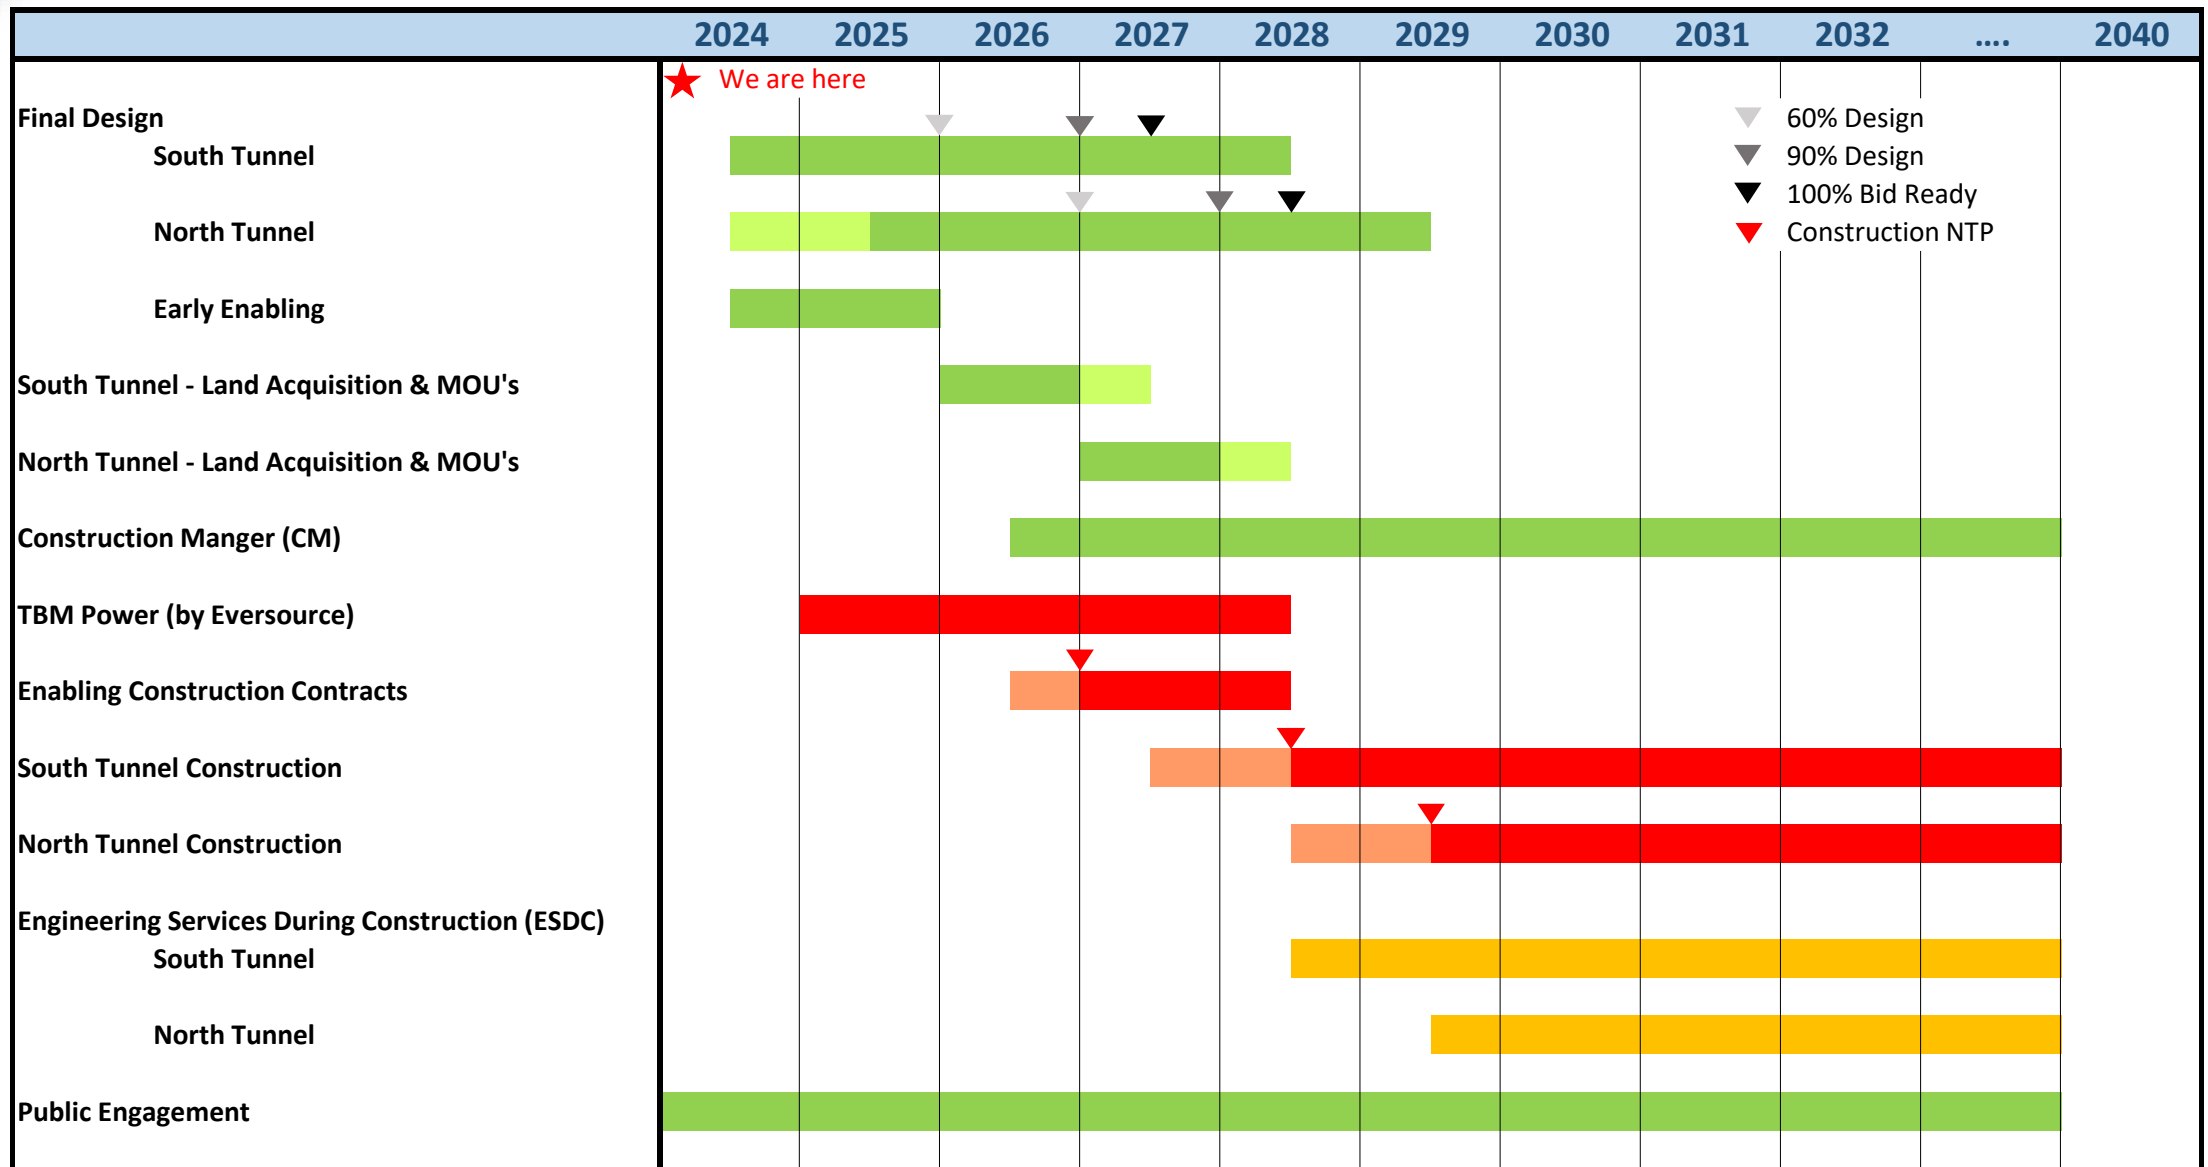 2024 2025 2026 2027 2028 2029 2030 2031 2032 .... 2040
We are here
Final Design
60% Design
South Tunnel
90% Design
100% Bid Ready
North Tunnel
Construction NTP
Early Enabling
South Tunnel - Land Acquisition & MOU's
North Tunnel - Land Acquisition & MOU's
Construction Manger (CM)
TBM Power (by Eversource)
Enabling Construction Contracts
South Tunnel Construction
North Tunnel Construction
Engineering Services During Construction (ESDC)
South Tunnel
North Tunnel
Public Engagement